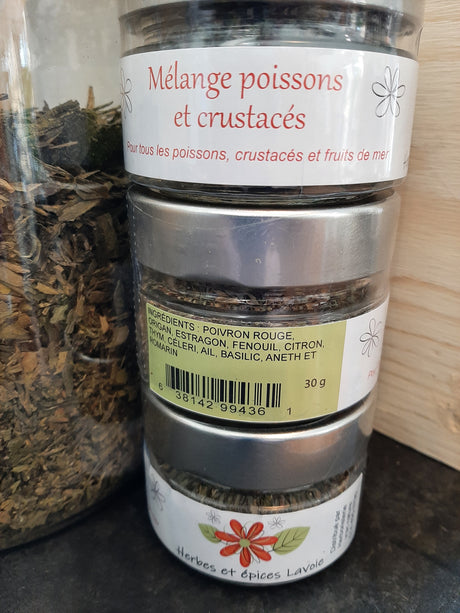 Mélange poissons
et crustacés
Pour tous les poissons, crustacés et fruits de mer
INGRÉDIENTS : POIVRON ROUGE,
ORIGAN, ESTRAGON, FENOUIL, CITRON,
THYM, CÉLERI, AIL, BASILIC, ANETH ET
ROMARIN
30 g
6 38142 99436 1
Herbes et épices Lavoie